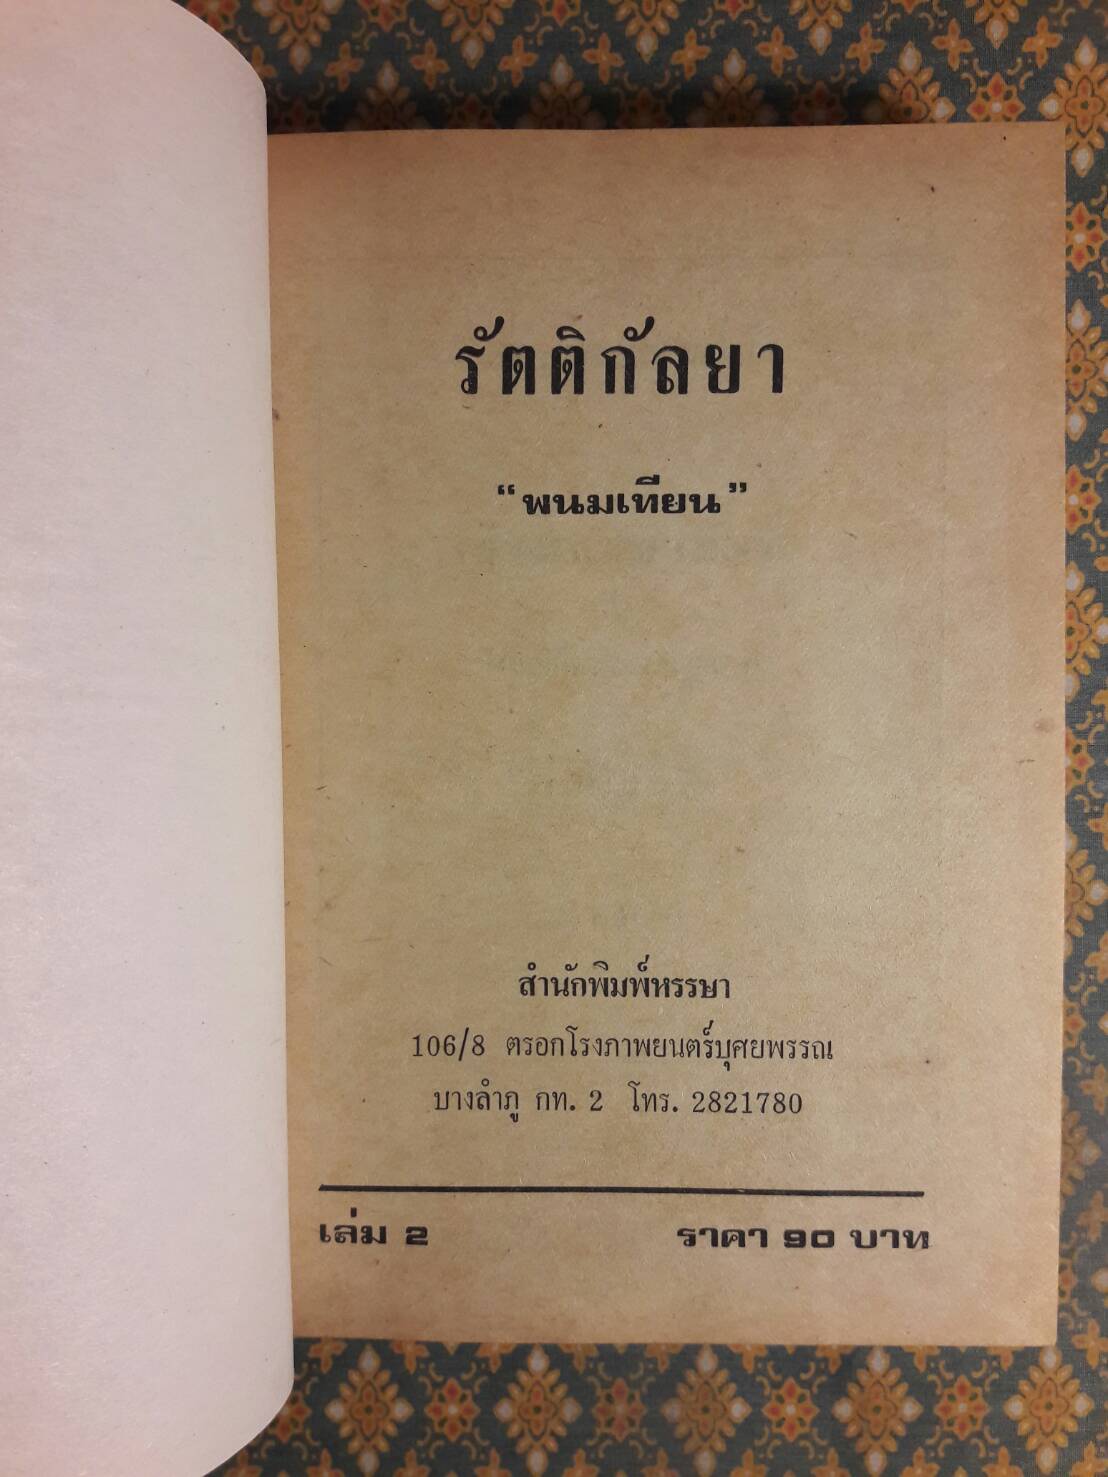 รัตติกัลยา
“พนมเทียน”
สำนักพิมพ์หรรษา
106/8 ตรอกโรงภาพยนตร์บุศยพรรณ
บางลำภู กท. 2 โทร. 2821780
เล่ม 2 ราคา 90 บาท